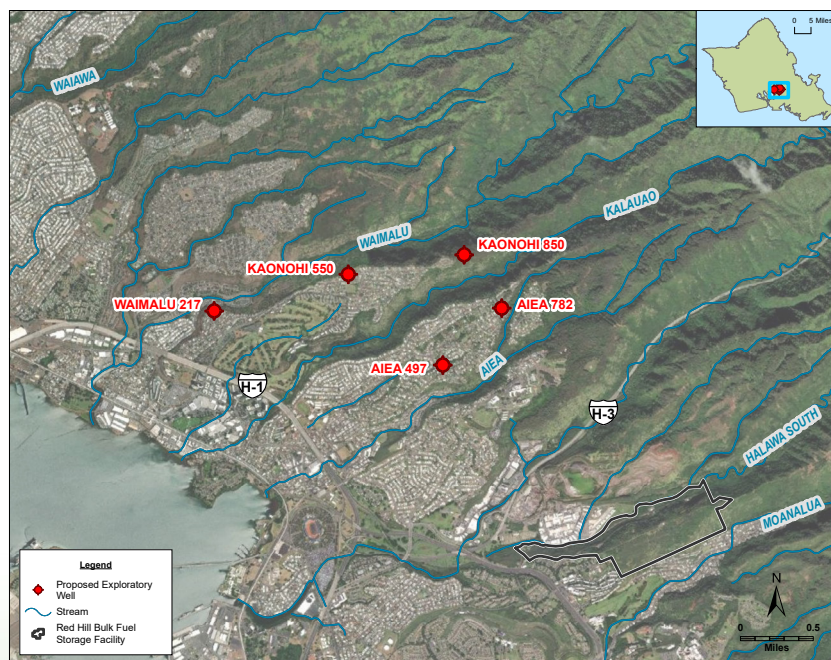 0 5 Miles
WAIAWA
KALAUAO
WAIMALU
KAONOHI 850
KAONOHI 550
WAIMALU 217
AIEA 782
AIEA
AIEA 497
H-1
H-3
HALAWA SOUTH
MOANALUA
Legend
Proposed Exploratory
Well
Stream
Red Hill Bulk Fuel
Storage Facility
N
0 0.5
Miles